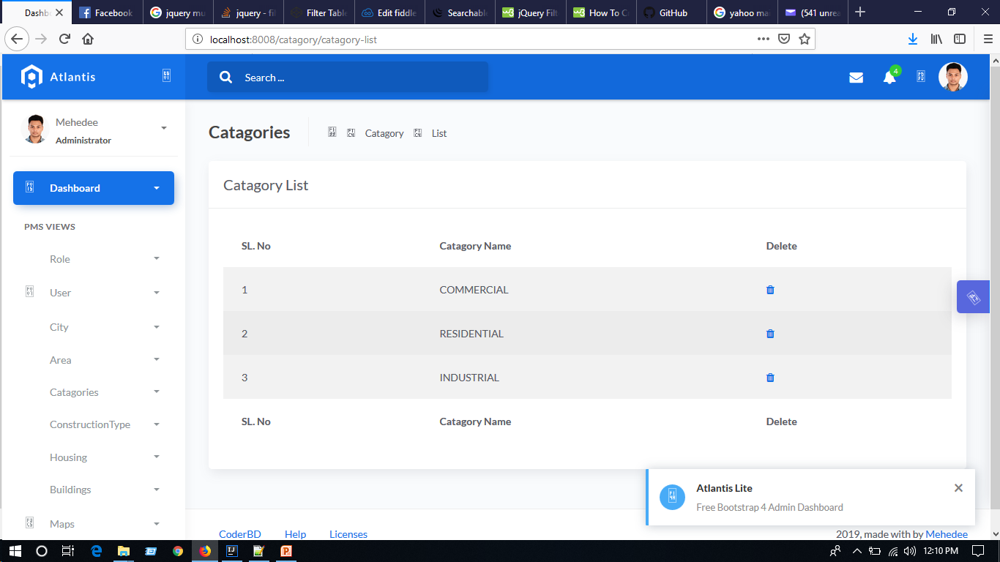 Dashb
Facebook
jquery mu
jquery - fil
Filter Table
Edit fiddle
Searchable
jQuery Filt
How To Cr
GitHub
yahoo mai
(541 unrea
localhost:8008/catagory/catagory-list
Atlantis
Search ...
4
Mehedee
Administrator
Catagories
Catagory
List
Dashboard
Catagory List
PMS VIEWS
SL. No Catagory Name Delete
Role
1 COMMERCIAL
User
City
2 RESIDENTIAL
Area
3 INDUSTRIAL
Catagories
ConstructionType
SL. No Catagory Name Delete
Housing
Buildings
Atlantis Lite
Free Bootstrap 4 Admin Dashboard
Maps
CoderBD Help Licenses
2019, made with by Mehedee
12:10 PM